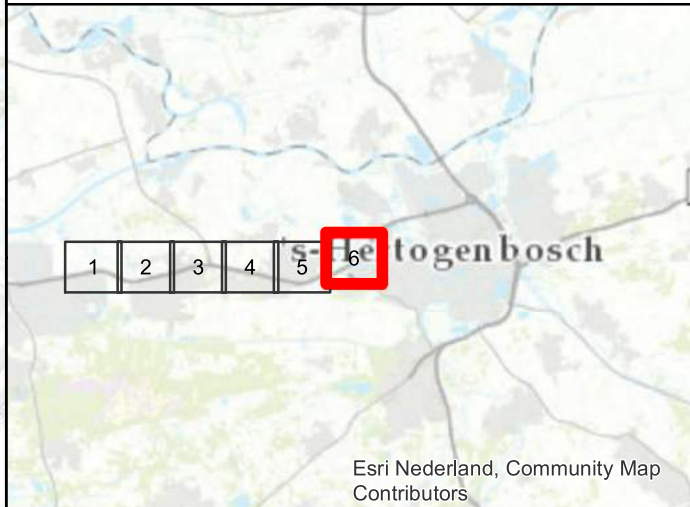 's-Hertogenbosch
1 2 3 4 5 6
Esri Nederland, Community Map
Contributors